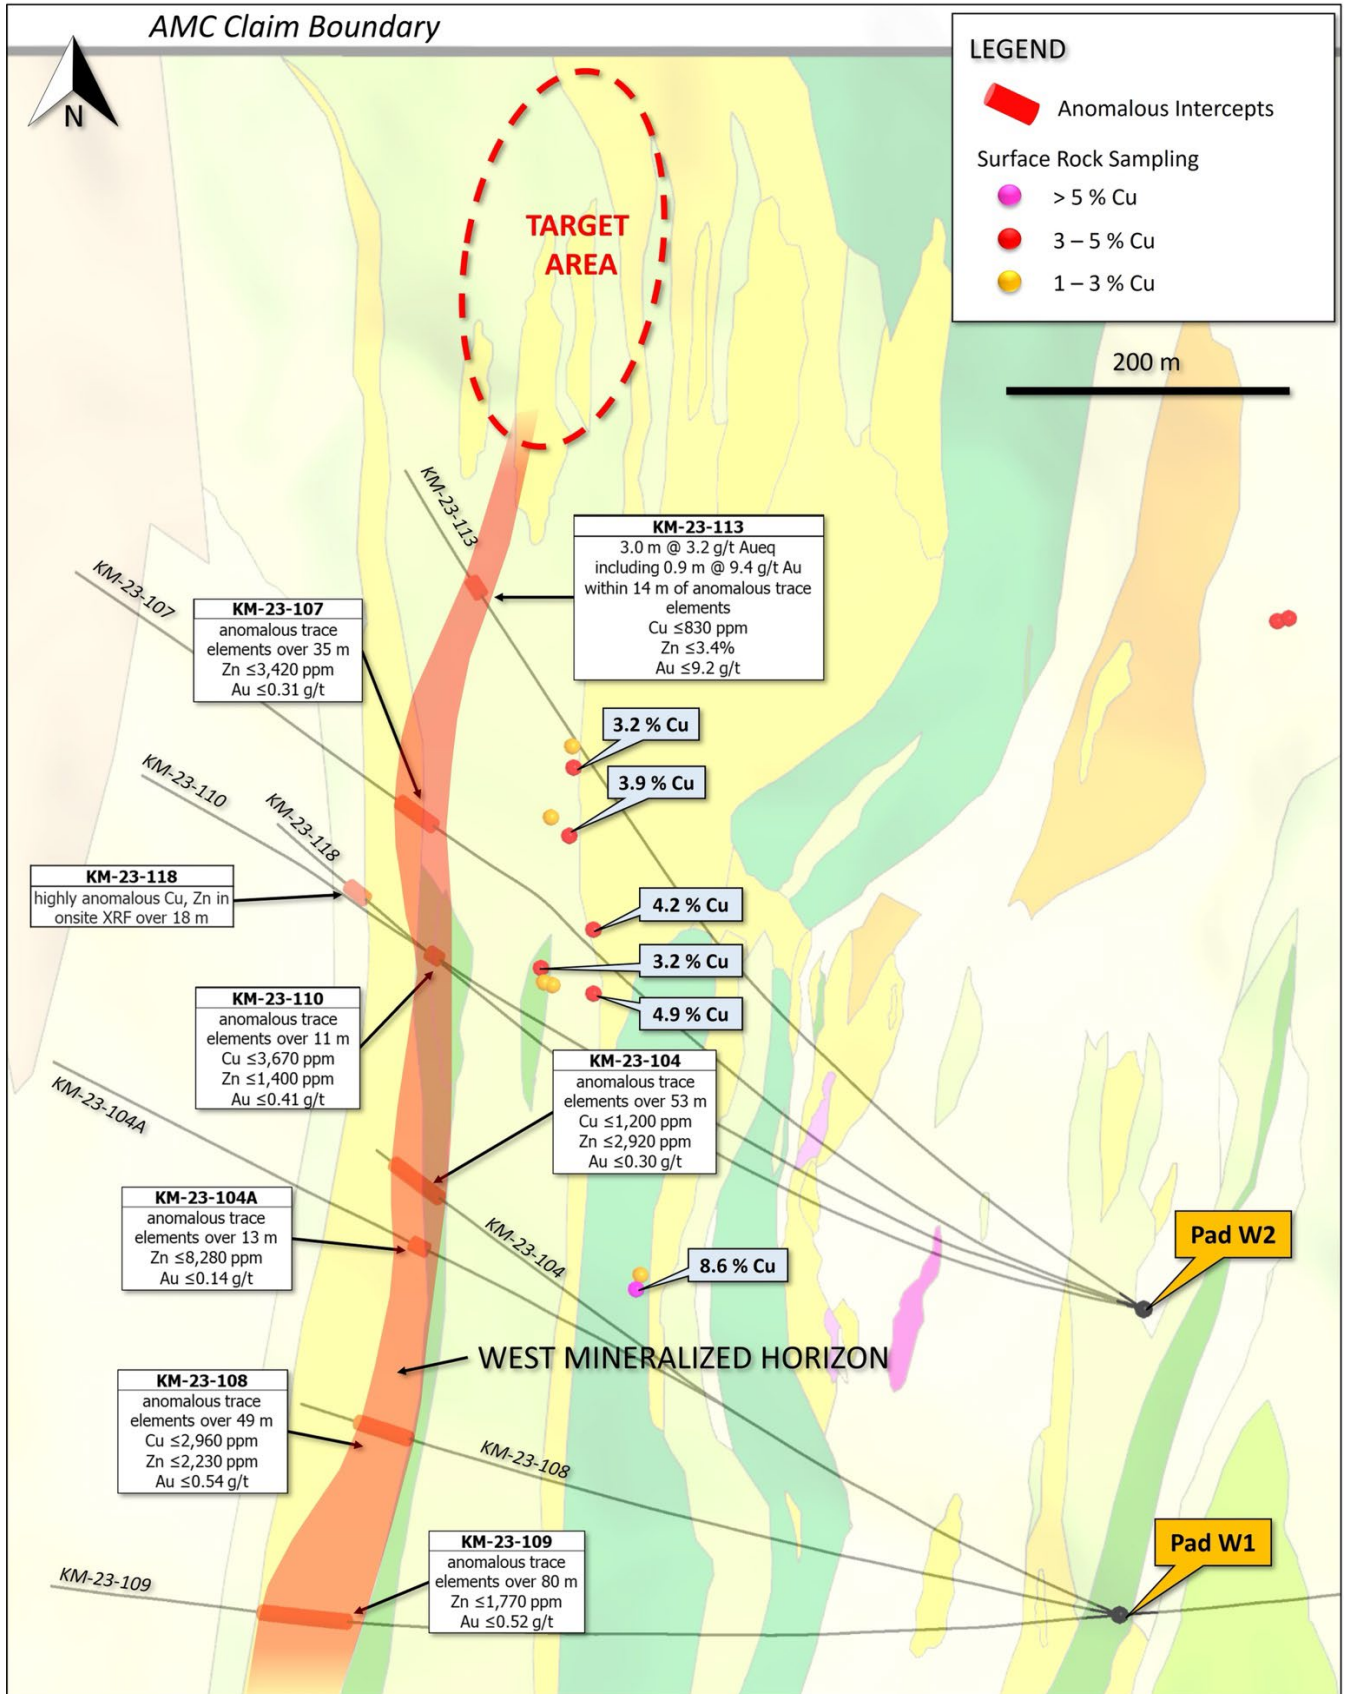 AMC Claim Boundary
N
LEGEND
Anomalous Intercepts
Surface Rock Sampling
> 5 % Cu
3 – 5 % Cu
1 – 3 % Cu
200 m
TARGET
AREA
KM-23-113
KM-23-113
3.0 m @ 3.2 g/t Aueq
including 0.9 m @ 9.4 g/t Au
within 14 m of anomalous trace
elements
Cu ≤830 ppm
Zn ≤3.4%
Au ≤9.2 g/t
KM-23-107
KM-23-107
anomalous trace
elements over 35 m
Zn ≤3,420 ppm
Au ≤0.31 g/t
3.2 % Cu
3.9 % Cu
KM-23-110
KM-23-118
KM-23-118
highly anomalous Cu, Zn in
onsite XRF over 18 m
4.2 % Cu
3.2 % Cu
4.9 % Cu
KM-23-110
anomalous trace
elements over 11 m
Cu ≤3,670 ppm
Zn ≤1,400 ppm
Au ≤0.41 g/t
KM-23-104
anomalous trace
elements over 53 m
Cu ≤1,200 ppm
Zn ≤2,920 ppm
Au ≤0.30 g/t
KM-23-104A
KM-23-104A
anomalous trace
elements over 13 m
Zn ≤8,280 ppm
Au ≤0.14 g/t
KM-23-104
8.6 % Cu
Pad W2
WEST MINERALIZED HORIZON
KM-23-108
anomalous trace
elements over 49 m
Cu ≤2,960 ppm
Zn ≤2,230 ppm
Au ≤0.54 g/t
KM-23-108
KM-23-109
anomalous trace
elements over 80 m
Zn ≤1,770 ppm
Au ≤0.52 g/t
Pad W1
KM-23-109